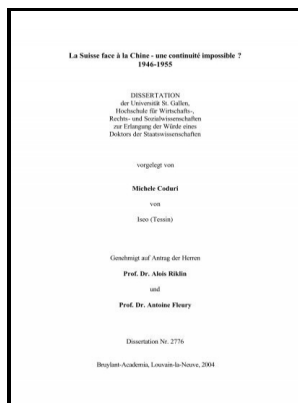 La Suisse face à la Chine - une continuité impossible ?
1946-1955
DISSERTATION
der Universität St. Gallen,
Hochschule für Wirtschafts-,
Rechts- und Sozialwissenschaften
zur Erlangung der Würde eines
Doktors der Staatswissenschaften
vorgelegt von
Michele Coduri
von
Iseo (Tessin)
Genehmigt auf Antrag der Herren
Prof. Dr. Alois Riklin
und
Prof. Dr. Antoine Fleury
Dissertation Nr. 2776
Bruylant-Academia, Louvain-la-Neuve, 2004